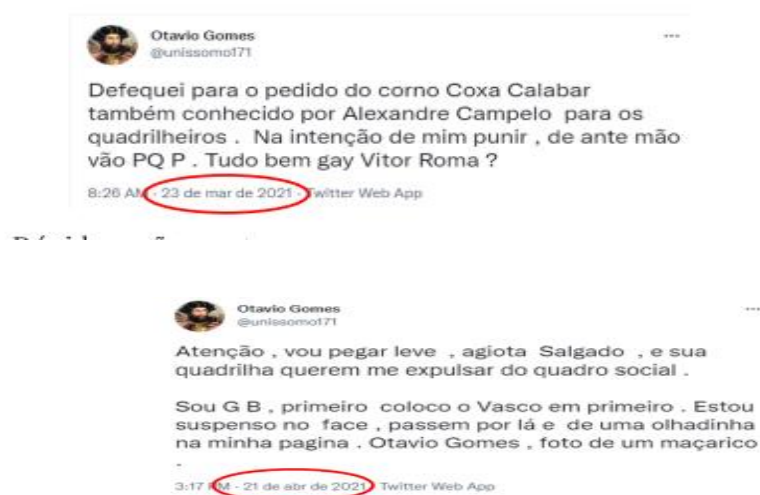 Otavio Gomes
@unissomo171
Defequei para o pedido do corno Coxa Calabar
também conhecido por Alexandre Campelo para os
quadrilheiros . Na intenção de mim punir , de ante mão
vão PQ P . Tudo bem gay Vitor Roma ?
8:26 AM · 23 de mar de 2021 · Twitter Web App
Otavio Gomes
@unissomo171
Atenção , vou pegar leve , agiota Salgado , e sua
quadrilha querem me expulsar do quadro social .
Sou G B , primeiro coloco o Vasco em primeiro . Estou
suspenso no face , passem por lá e de uma olhadinha
na minha pagina . Otavio Gomes , foto de um maçarico
.
3:17 PM · 21 de abr de 2021 · Twitter Web App